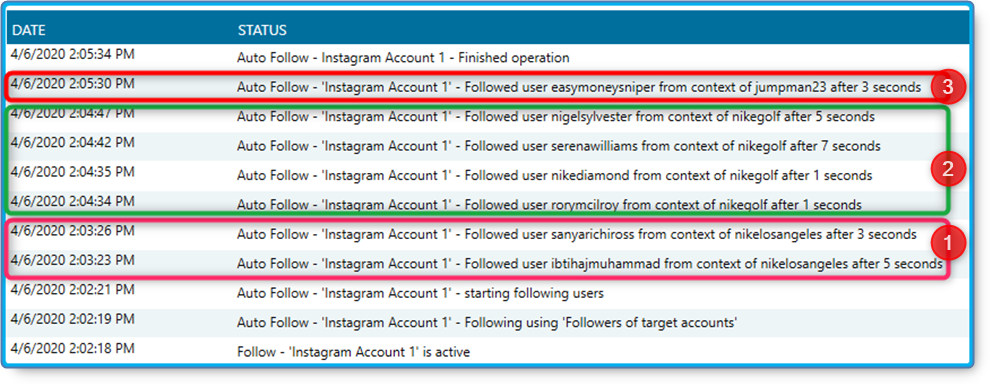 DATE STATUS
4/6/2020 2:05:34 PM Auto Follow - Instagram Account 1 - Finished operation
4/6/2020 2:05:30 PM Auto Follow - 'Instagram Account 1' - Followed user easymoneysniper from context of jumpman23 after 3 seconds 3
4/6/2020 2:04:47 PM Auto Follow - 'Instagram Account 1' - Followed user nigelsylvester from context of nikegolf after 5 seconds
4/6/2020 2:04:42 PM Auto Follow - 'Instagram Account 1' - Followed user serenawilliams from context of nikegolf after 7 seconds
2
4/6/2020 2:04:35 PM Auto Follow - 'Instagram Account 1' - Followed user nikediamond from context of nikegolf after 1 seconds
4/6/2020 2:04:34 PM Auto Follow - 'Instagram Account 1' - Followed user rorymcilroy from context of nikegolf after 1 seconds
4/6/2020 2:03:26 PM Auto Follow - 'Instagram Account 1' - Followed user sanyarichiross from context of nikelosangeles after 3 seconds
1
4/6/2020 2:03:23 PM Auto Follow - 'Instagram Account 1' - Followed user ibtihajmuhammad from context of nikelosangeles after 5 seconds
4/6/2020 2:02:21 PM Auto Follow - 'Instagram Account 1' - starting following users
4/6/2020 2:02:19 PM Auto Follow - 'Instagram Account 1' - Following using 'Followers of target accounts'
4/6/2020 2:02:18 PM Follow - 'Instagram Account 1' is active